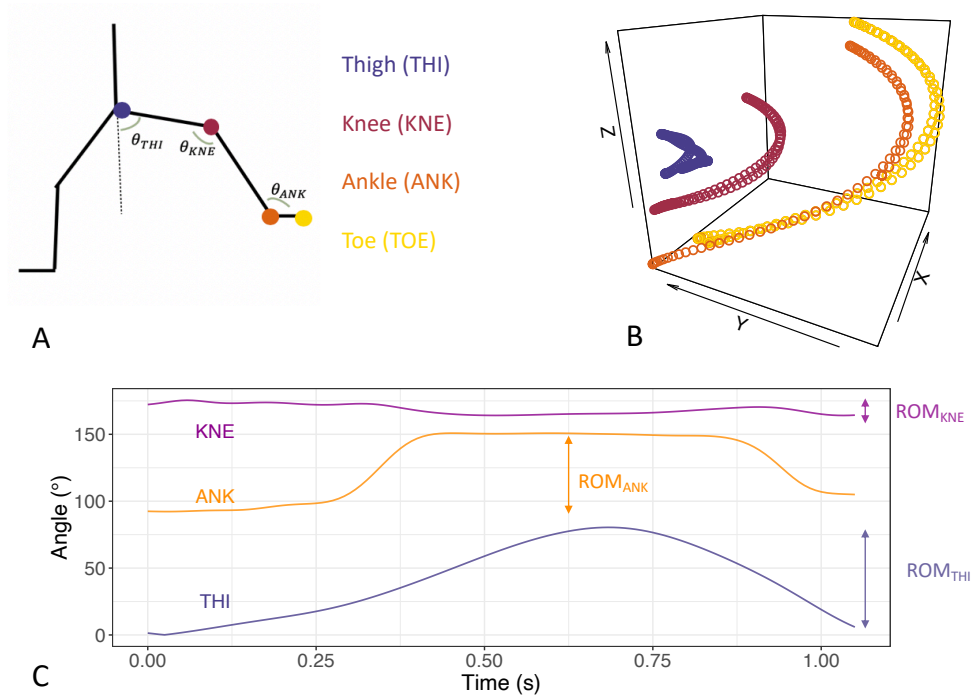 Thigh (THI)
Knee (KNE)
Ankle (ANK)
Toe (TOE)
θTHI
θKNE
θANK
A
Z
Y
X
B
KNE
ANK
THI
ROMKNE
ROMANK
ROMTHI
Angle (°)
150
100
50
0
0.00 0.25 0.50 0.75 1.00
Time (s)
C